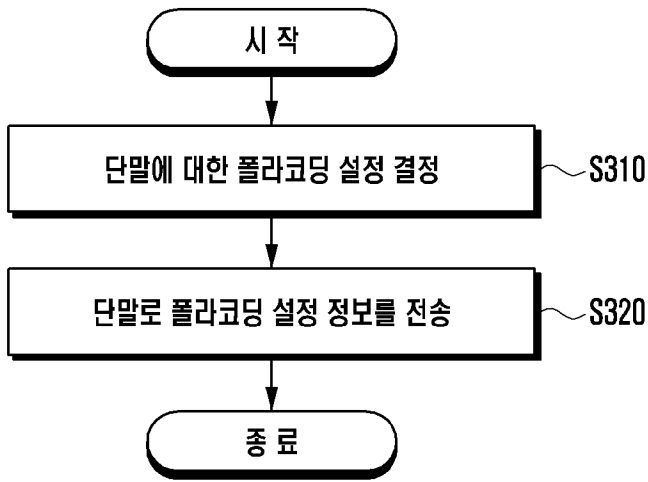 시 작
단말에 대한 폴라코딩 설정 결정
S310
단말로 폴라코딩 설정 정보를 전송
S320
종 료